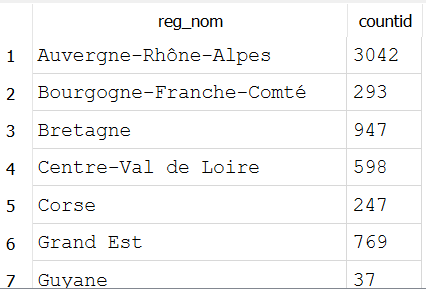 reg_nom countid
1 Auvergne-Rhône-Alpes 3042
2 Bourgogne-Franche-Comté 293
3 Bretagne 947
4 Centre-Val de Loire 598
5 Corse 247
6 Grand Est 769
7 Guyane 37